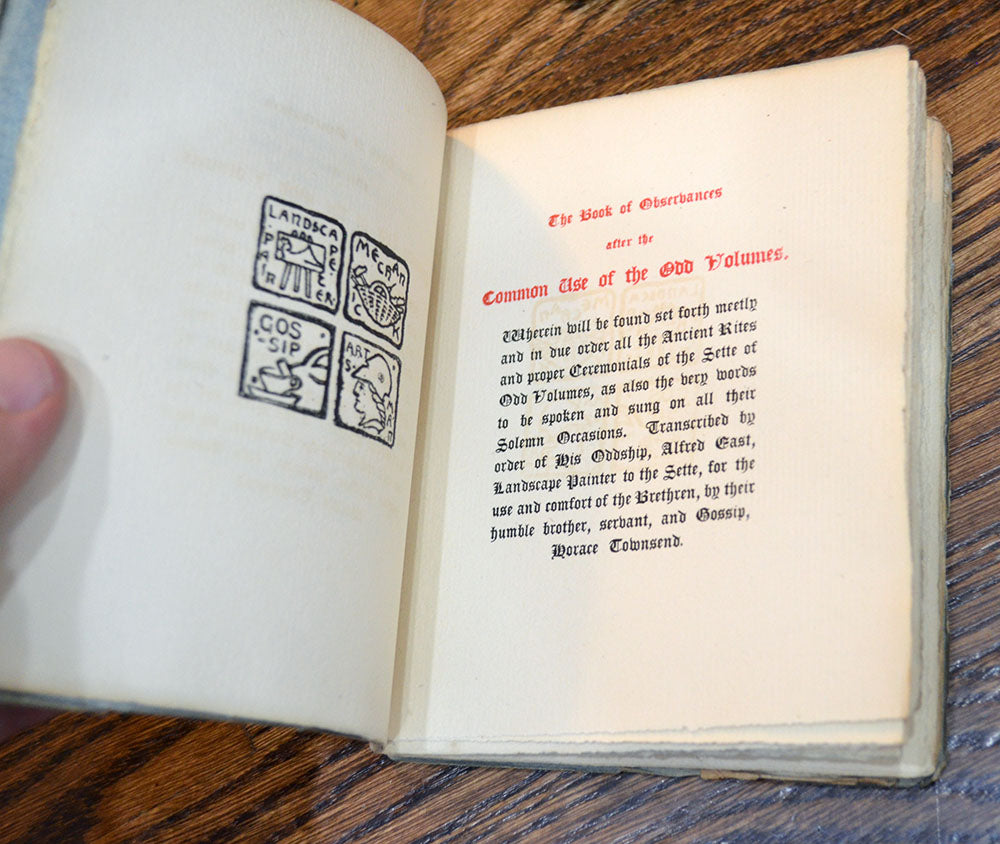 LANDSCAPE·
·PAINTER
MECHANICK
GOS
-SIP
ARTS
MAN
The Book of Observances
after the
Common Use of the Odd Volumes.
Wherein will be found set forth meetly
and in due order all the Ancient Rites
and proper Ceremonials of the Sette of
Odd Volumes, as also the very words
to be spoken and sung on all their
Solemn Occasions. Transcribed by
order of His Oddship, Alfred East,
Landscape Painter to the Sette, for the
use and comfort of the Brethren, by their
humble brother, servant, and Gossip,
Horace Townsend.